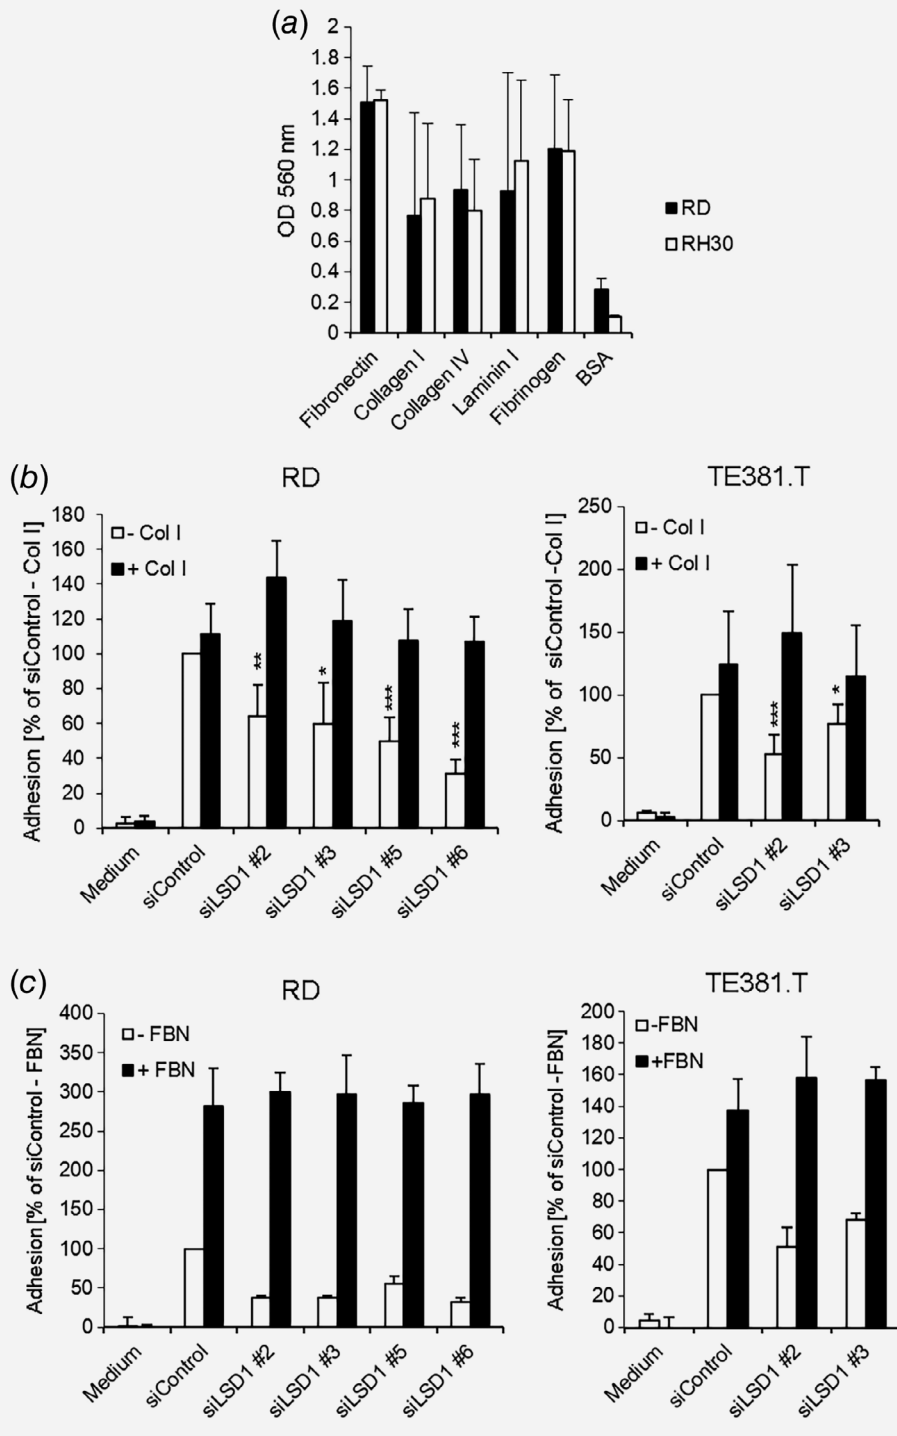 (a)
2
1.8
1.6
1.4
1.2
1
0.8
0.6
0.4
0.2
0
OD 560 nm
RD
RH30
Fibronectin
Collagen I
Collagen IV
Laminin I
Fibrinogen
BSA
(b)
RD
180
160
140
120
100
80
60
40
20
0
Adhesion [% of siControl - Col I]
- Col I
+ Col I
**
*
***
***
Medium
siControl
siLSD1 #2
siLSD1 #3
siLSD1 #5
siLSD1 #6
TE381.T
250
200
150
100
50
0
Adhesion [% of siControl -Col I]
- Col I
+ Col I
***
*
Medium
siControl
siLSD1 #2
siLSD1 #3
(c)
RD
400
350
300
250
200
150
100
50
0
Adhesion [% of siControl - FBN]
- FBN
+ FBN
Medium
siControl
siLSD1 #2
siLSD1 #3
siLSD1 #5
siLSD1 #6
TE381.T
200
180
160
140
120
100
80
60
40
20
0
Adhesion [% of siControl -FBN]
-FBN
+FBN
Medium
siControl
siLSD1 #2
siLSD1 #3